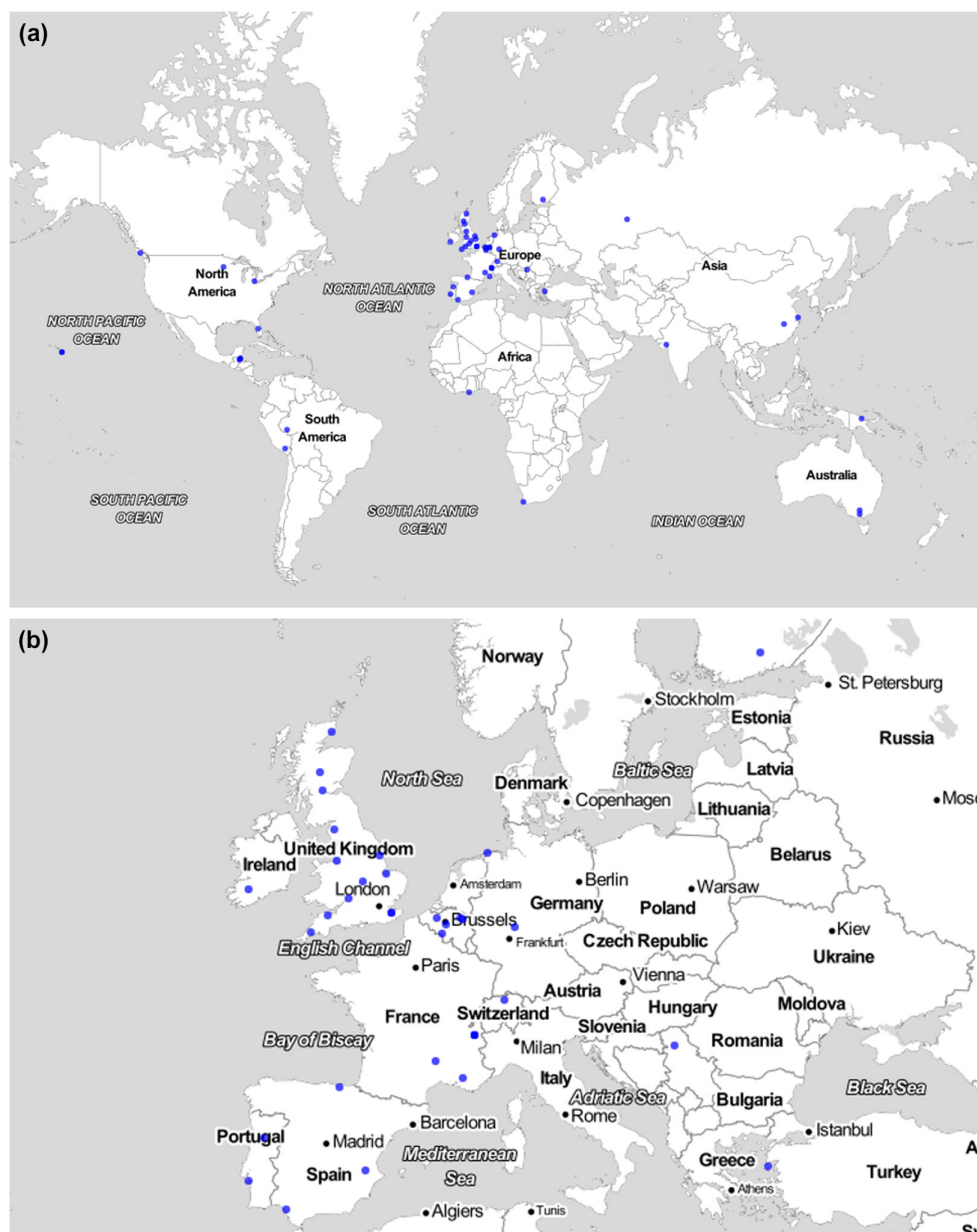 (a)
Europe
Asia
North
America
NORTH ATLANTIC
OCEAN
NORTH PACIFIC
OCEAN
Africa
South
America
Australia
SOUTH PACIFIC
OCEAN
SOUTH ATLANTIC
OCEAN
INDIAN OCEAN
(b)
Norway
St. Petersburg
Stockholm
Estonia
Russia
North Sea
Baltic Sea
Latvia
Denmark
Copenhagen
Mosc
Lithuania
United Kingdom
Ireland
Belarus
London
Amsterdam
Berlin
Warsaw
Germany
Poland
Brussels
Kiev
English Channel
Frankfurt
Czech Republic
Ukraine
Paris
Vienna
Austria
Hungary
Moldova
France
Switzerland
Slovenia
Romania
Bay of Biscay
Milan
Italy
Black Sea
Adriatic Sea
Bulgaria
Rome
Barcelona
Istanbul
Portugal
Madrid
Mediterranean
Sea
A
Greece
Spain
Turkey
Athens
Algiers
Tunis
Sy